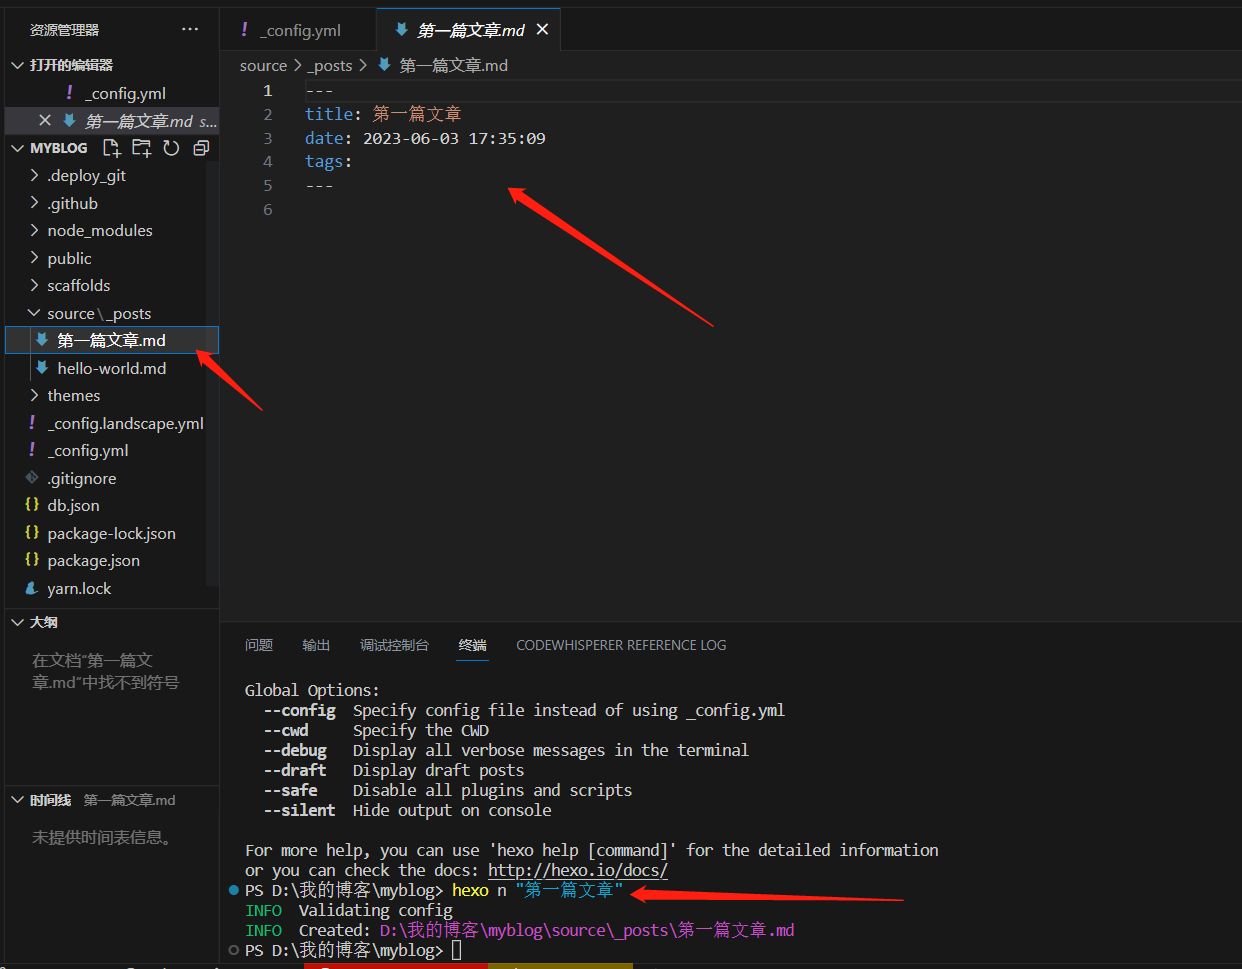 资源管理器 ···
打开的编辑器
! _config.yml
第一篇文章.md s...
MYBLOG
.deploy_git
.github
node_modules
public
scaffolds
source\_posts
第一篇文章.md
hello-world.md
themes
! _config.landscape.yml
! _config.yml
.gitignore
{} db.json
{} package-lock.json
{} package.json
yarn.lock
大纲
在文档“第一篇文
章.md”中找不到符号
时间线 第一篇文章.md
未提供时间表信息。
! _config.yml 第一篇文章.md
source > _posts > 第一篇文章.md
1 ---
2 title: 第一篇文章
3 date: 2023-06-03 17:35:09
4 tags:
5 ---
6
问题 输出 调试控制台 终端 CODEWHISPERER REFERENCE LOG
Global Options:
--config Specify config file instead of using _config.yml
--cwd Specify the CWD
--debug Display all verbose messages in the terminal
--draft Display draft posts
--safe Disable all plugins and scripts
--silent Hide output on console
For more help, you can use 'hexo help [command]' for the detailed information
or you can check the docs: http://hexo.io/docs/
PS D:\我的博客\myblog> hexo n "第一篇文章"
INFO Validating config
INFO Created: D:\我的博客\myblog\source\_posts\第一篇文章.md
PS D:\我的博客\myblog>